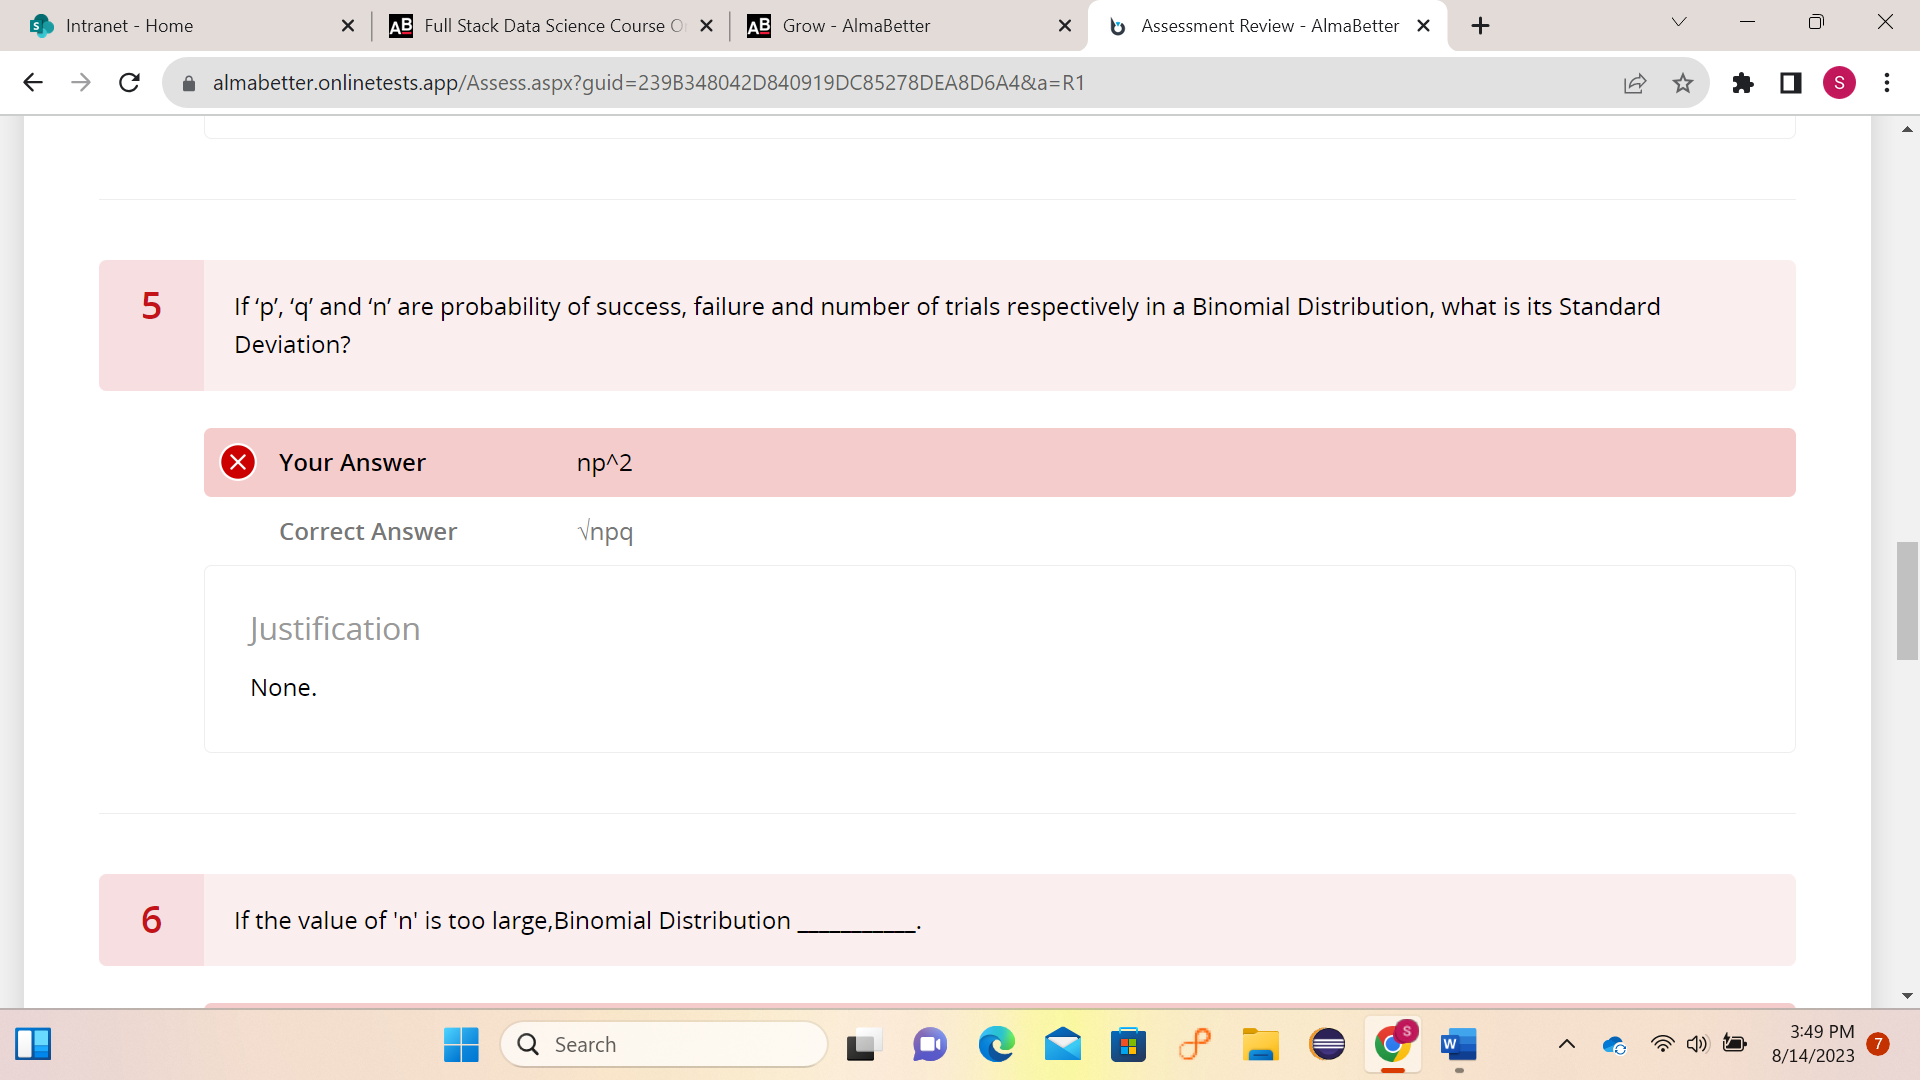 Intranet - Home
Full Stack Data Science Course O
Grow - AlmaBetter
Assessment Review - AlmaBetter
almabetter.onlinetests.app/Assess.aspx?guid=239B348042D840919DC85278DEA8D6A4&a=R1
S
5
If ‘p’, ‘q’ and ‘n’ are probability of success, failure and number of trials respectively in a Binomial Distribution, what is its Standard
Deviation?
Your Answer np^2
Correct Answer √npq
Justification
None.
6
If the value of 'n' is too large,Binomial Distribution ___________.
Search
3:49 PM
8/14/2023
7